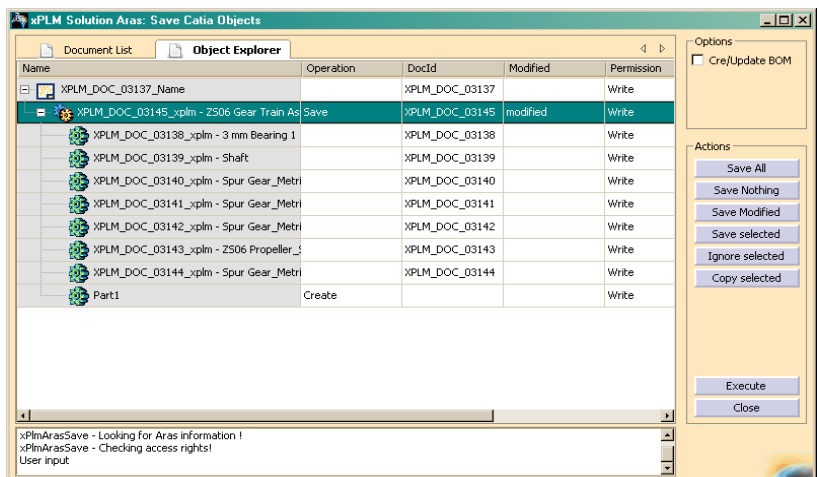 xPLM Solution Aras: Save Catia Objects
Document List Object Explorer
Name Operation DocId Modified Permission
XPLM_DOC_03137_Name XPLM_DOC_03137 Write
XPLM_DOC_03145_xplm - ZS06 Gear Train As Save XPLM_DOC_03145 modified Write
XPLM_DOC_03138_xplm - 3 mm Bearing 1 XPLM_DOC_03138 Write
XPLM_DOC_03139_xplm - Shaft XPLM_DOC_03139 Write
XPLM_DOC_03140_xplm - Spur Gear_Metri XPLM_DOC_03140 Write
XPLM_DOC_03141_xplm - Spur Gear_Metri XPLM_DOC_03141 Write
XPLM_DOC_03142_xplm - Spur Gear_Metri XPLM_DOC_03142 Write
XPLM_DOC_03143_xplm - ZS06 Propeller_S XPLM_DOC_03143 Write
XPLM_DOC_03144_xplm - Spur Gear_Metri XPLM_DOC_03144 Write
Part1 Create Write
Options
Cre/Update BOM
Actions
Save All
Save Nothing
Save Modified
Save selected
Ignore selected
Copy selected
Execute
Close
xPlmArasSave - Looking for Aras information !
xPlmArasSave - Checking access rights!
User input